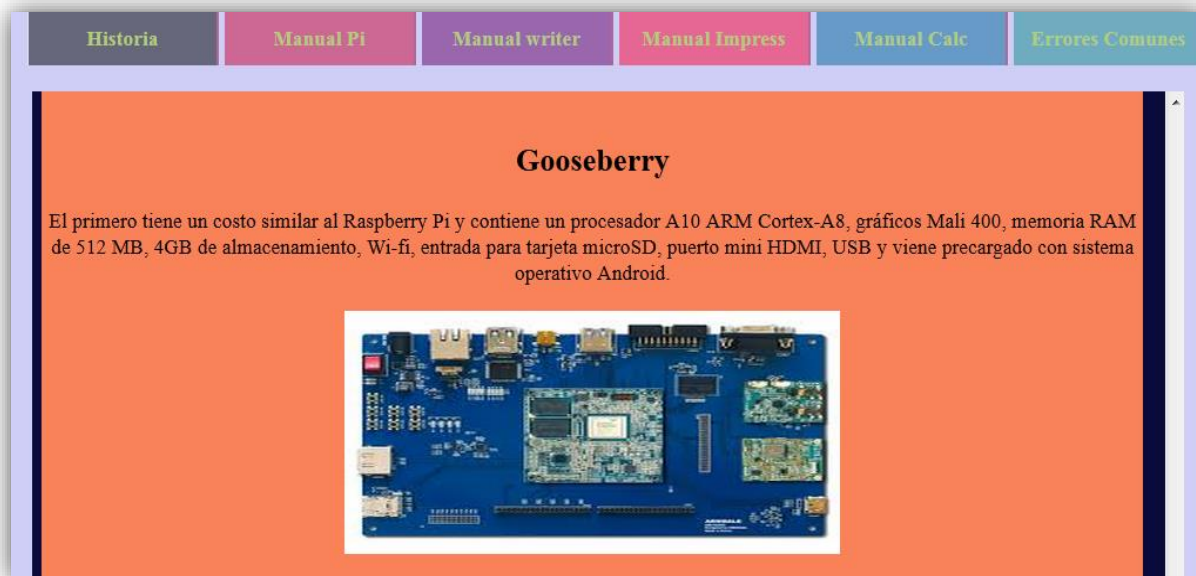 Historia
Manual Pi
Manual writer
Manual Impress
Manual Calc
Errores Comunes
Gooseberry
El primero tiene un costo similar al Raspberry Pi y contiene un procesador A10 ARM Cortex-A8, gráficos Mali 400, memoria RAM
de 512 MB, 4GB de almacenamiento, Wi-fi, entrada para tarjeta microSD, puerto mini HDMI, USB y viene precargado con sistema
operativo Android.
ARNDALE